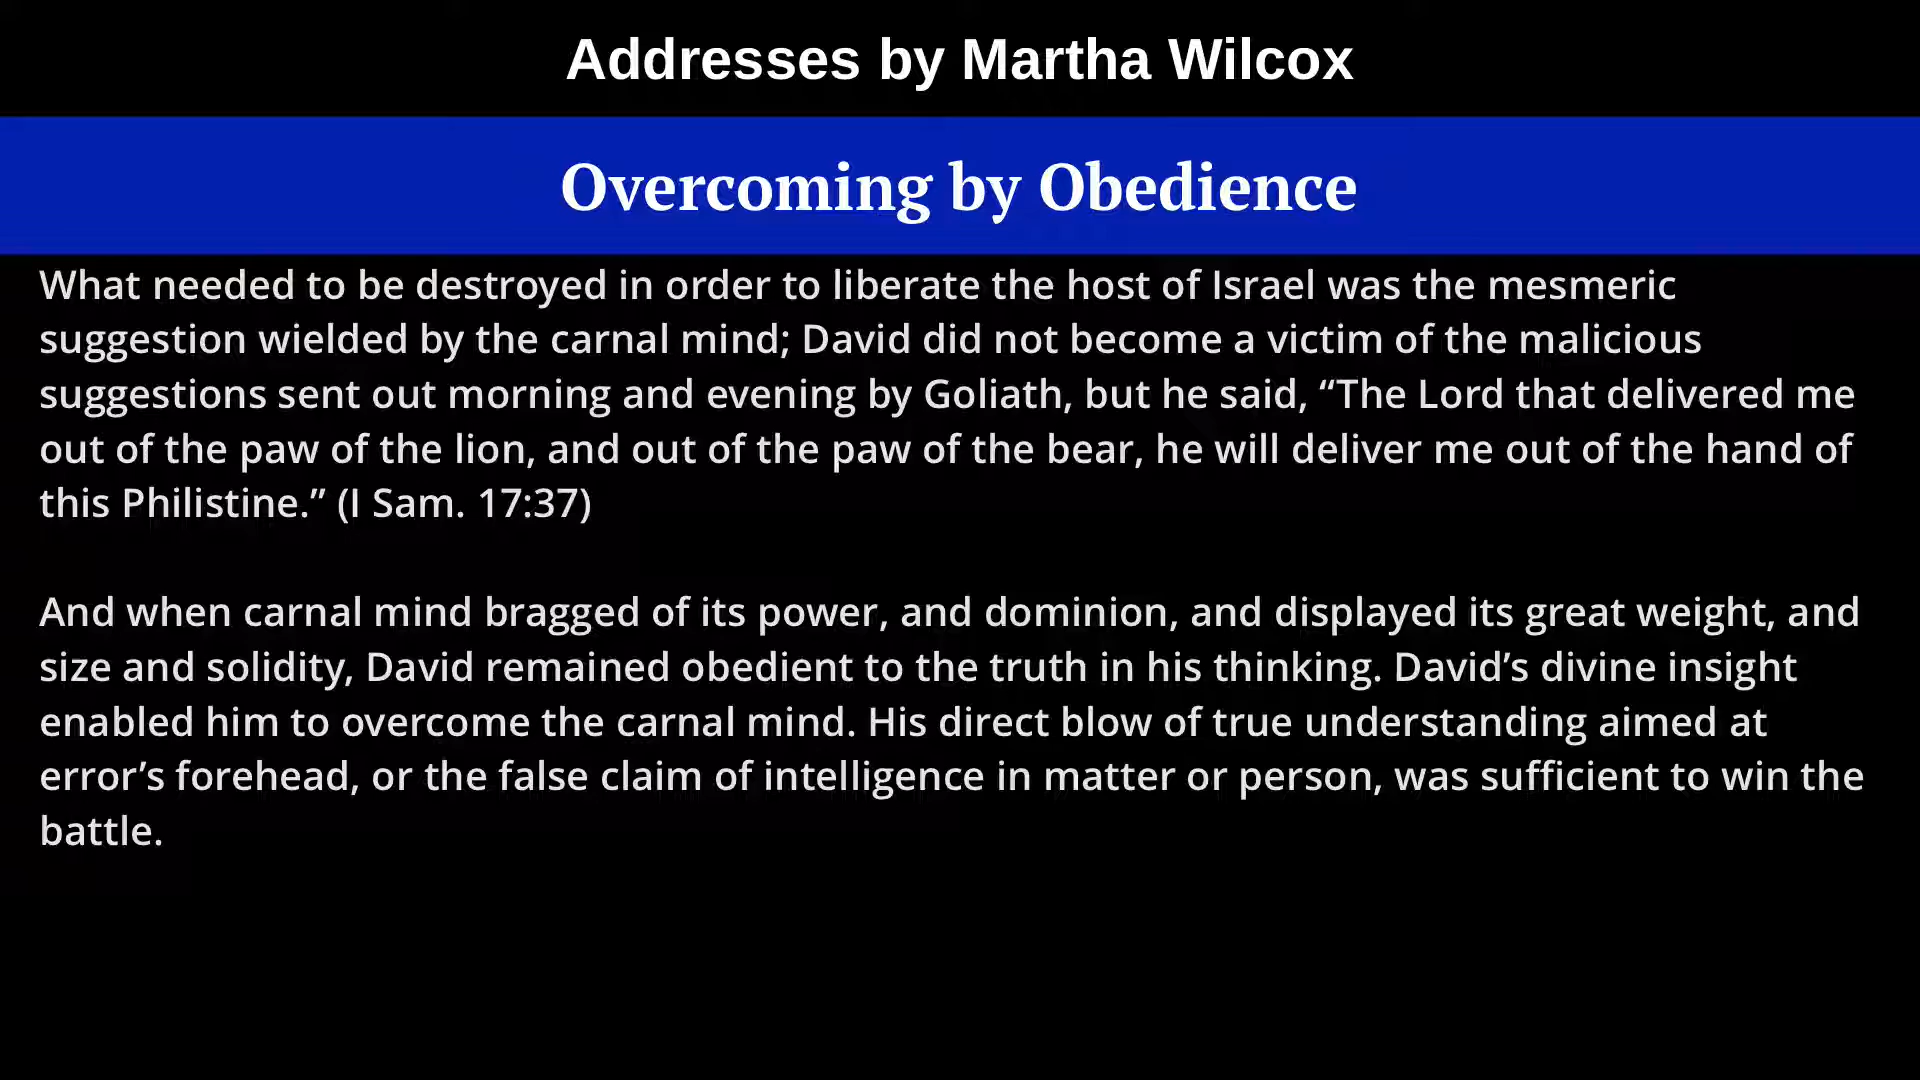 Addresses by Martha Wilcox
Overcoming by Obedience
What needed to be destroyed in order to liberate the host of Israel was the mesmeric
suggestion wielded by the carnal mind; David did not become a victim of the malicious
suggestions sent out morning and evening by Goliath, but he said, “The Lord that delivered me
out of the paw of the lion, and out of the paw of the bear, he will deliver me out of the hand of
this Philistine.” (I Sam. 17:37)
And when carnal mind bragged of its power, and dominion, and displayed its great weight, and
size and solidity, David remained obedient to the truth in his thinking. David’s divine insight
enabled him to overcome the carnal mind. His direct blow of true understanding aimed at
error’s forehead, or the false claim of intelligence in matter or person, was sufficient to win the
battle.